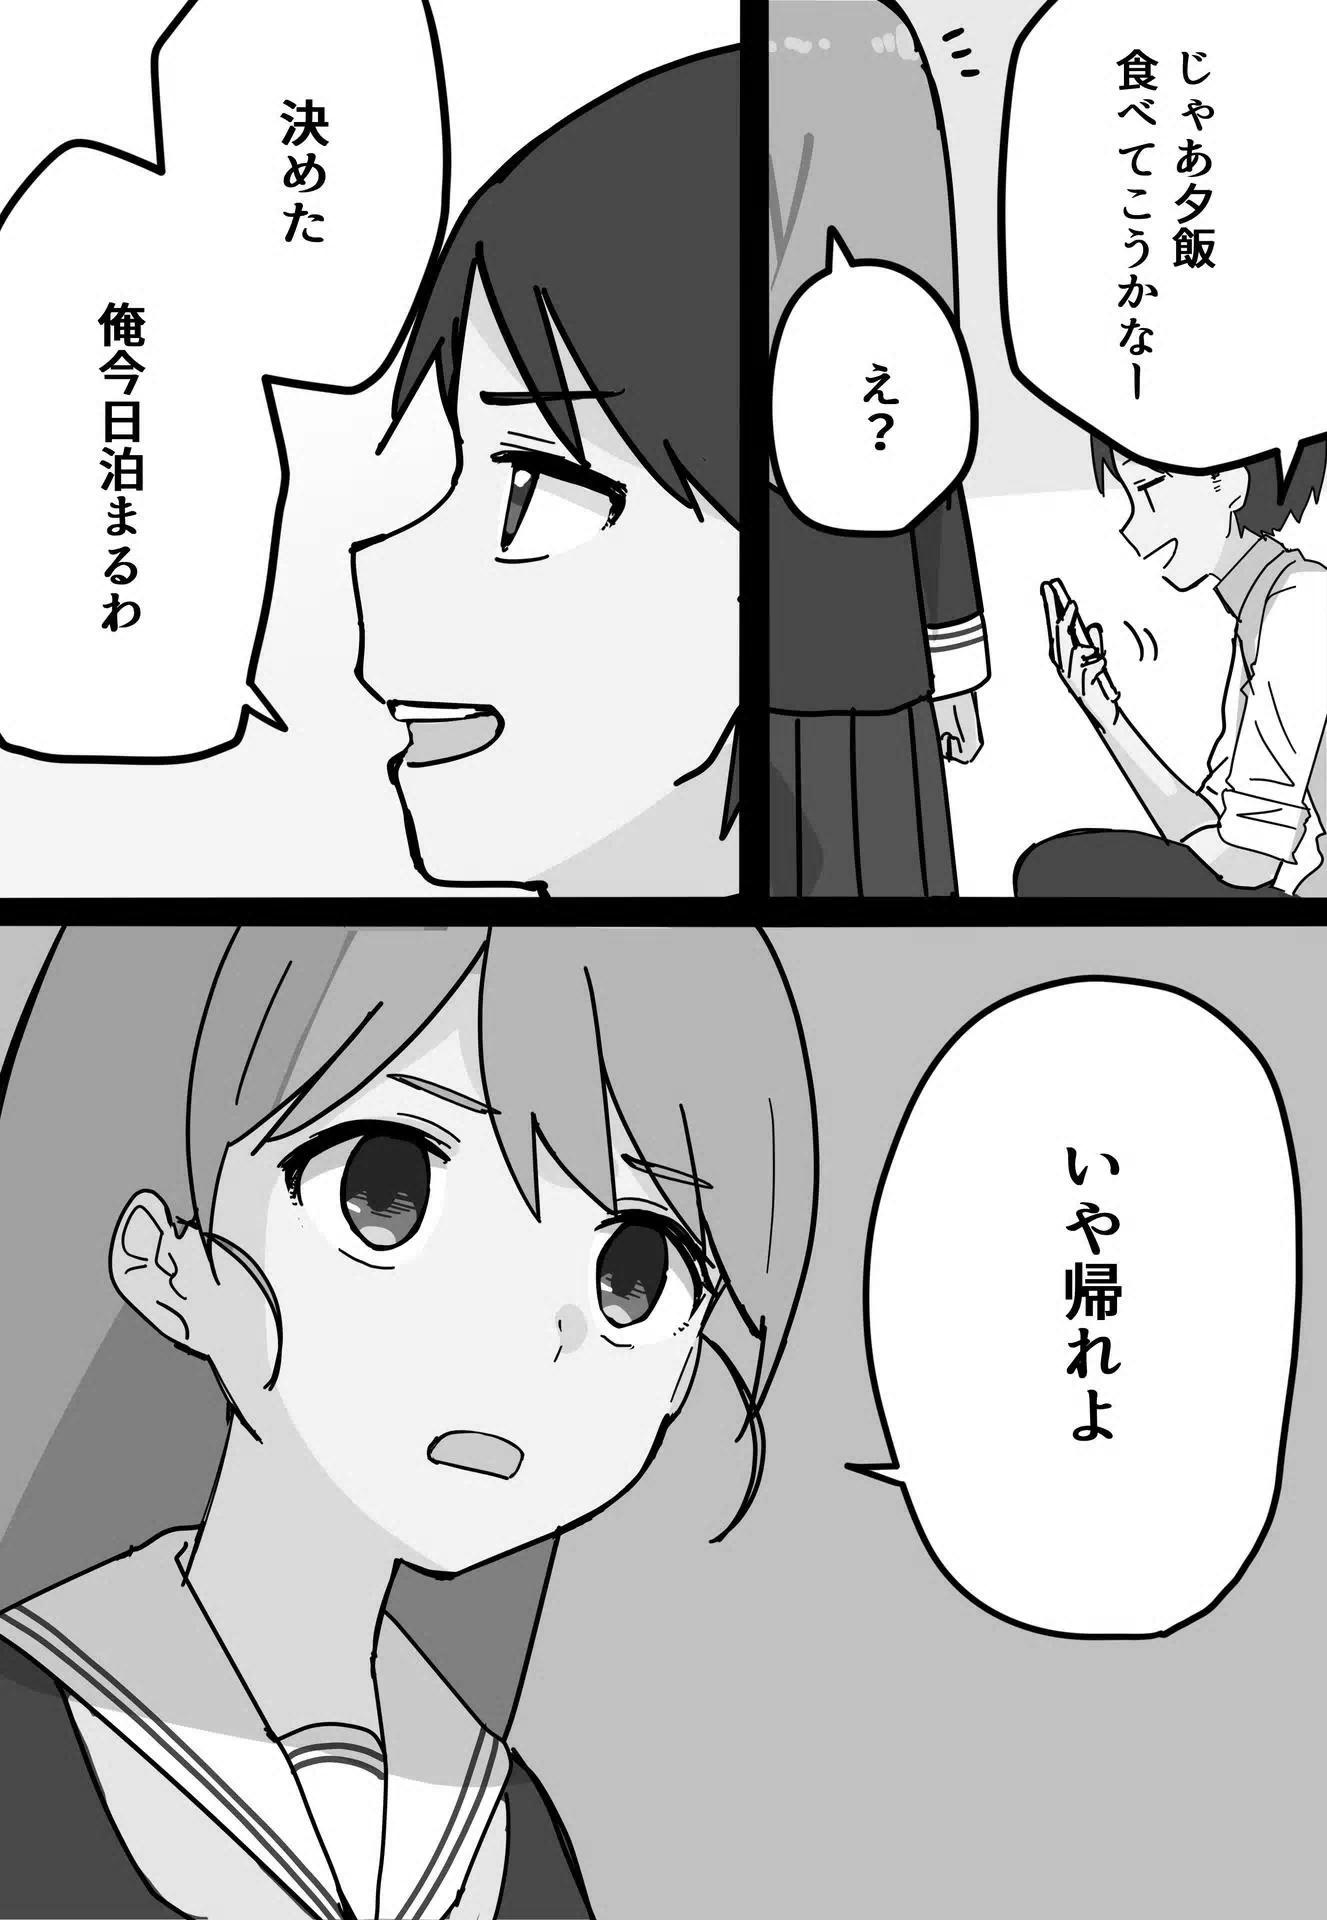 じゃあ夕飯
食べてこうかなー
え?
決めた
俺今日泊まるわ
いや帰れよ